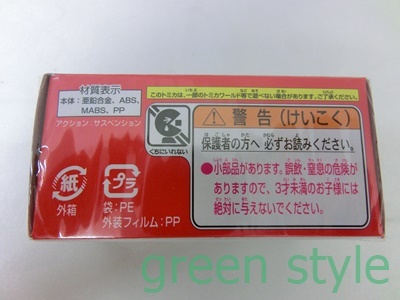 材質表示
本体：亜鉛合金、ABS、
MABS、PP
アクション：サスペンション
このトミカは、一部のトミカワールド等で遊べない場合があります。ご了承ください。
くちにいれない
警告（けいこく）
保護者の方へ 必ずお読みください。
●小部品があります。誤飲・窒息の危険が
ありますので、3才未満のお子様には
絶対に与えないでください。
紙
外箱
プラ
袋：PE
外装フィルム：PP
green style